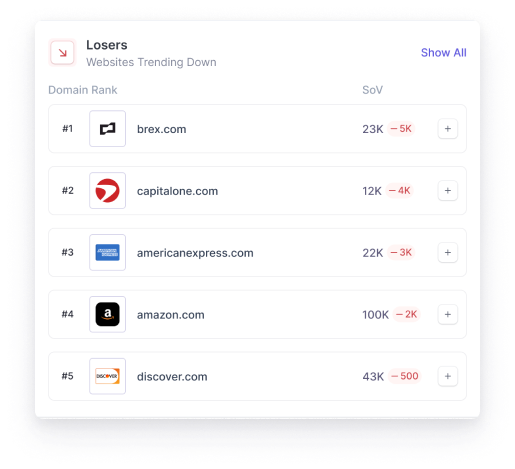 Losers
Websites Trending Down
Show All
Domain Rank SoV
#1 brex.com 23K −5K +
#2 capitalone.com 12K −4K +
#3 americanexpress.com 22K −3K +
#4 a amazon.com 100K −2K +
#5 DISCOVER discover.com 43K −500 +